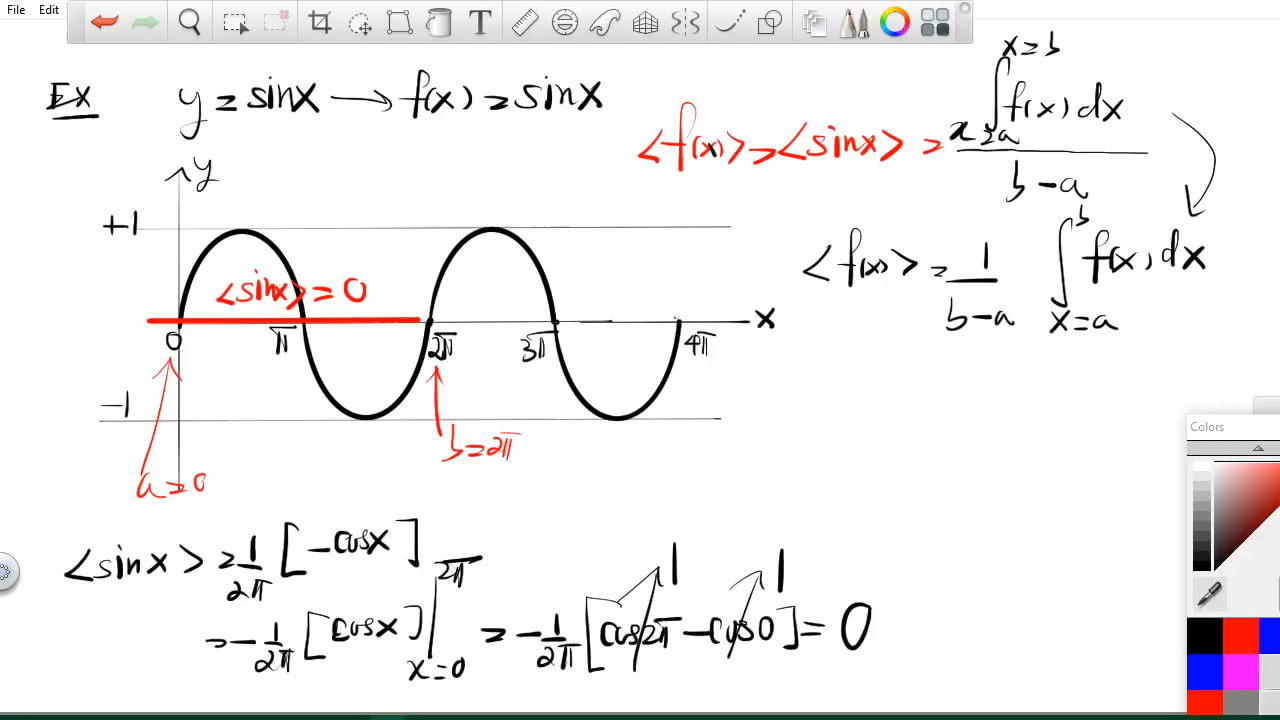 File Edit
Ex y = sinx → f(x) = sinx
<f(x)> = <sinx> = ∫ x=a x=b f(x) dx / b-a
y
+1
<sinx> = 0
<f(x)> = 1/b-a ∫ x=a b f(x) dx
0 π 2π 3π 4π x
-1
a=0
b=2π
Colors
<sinx> = 1/2π [-cosx]
= -1/2π [cosx] x=0 2π = -1/2π [cos2π - cos0] = 0
1 1